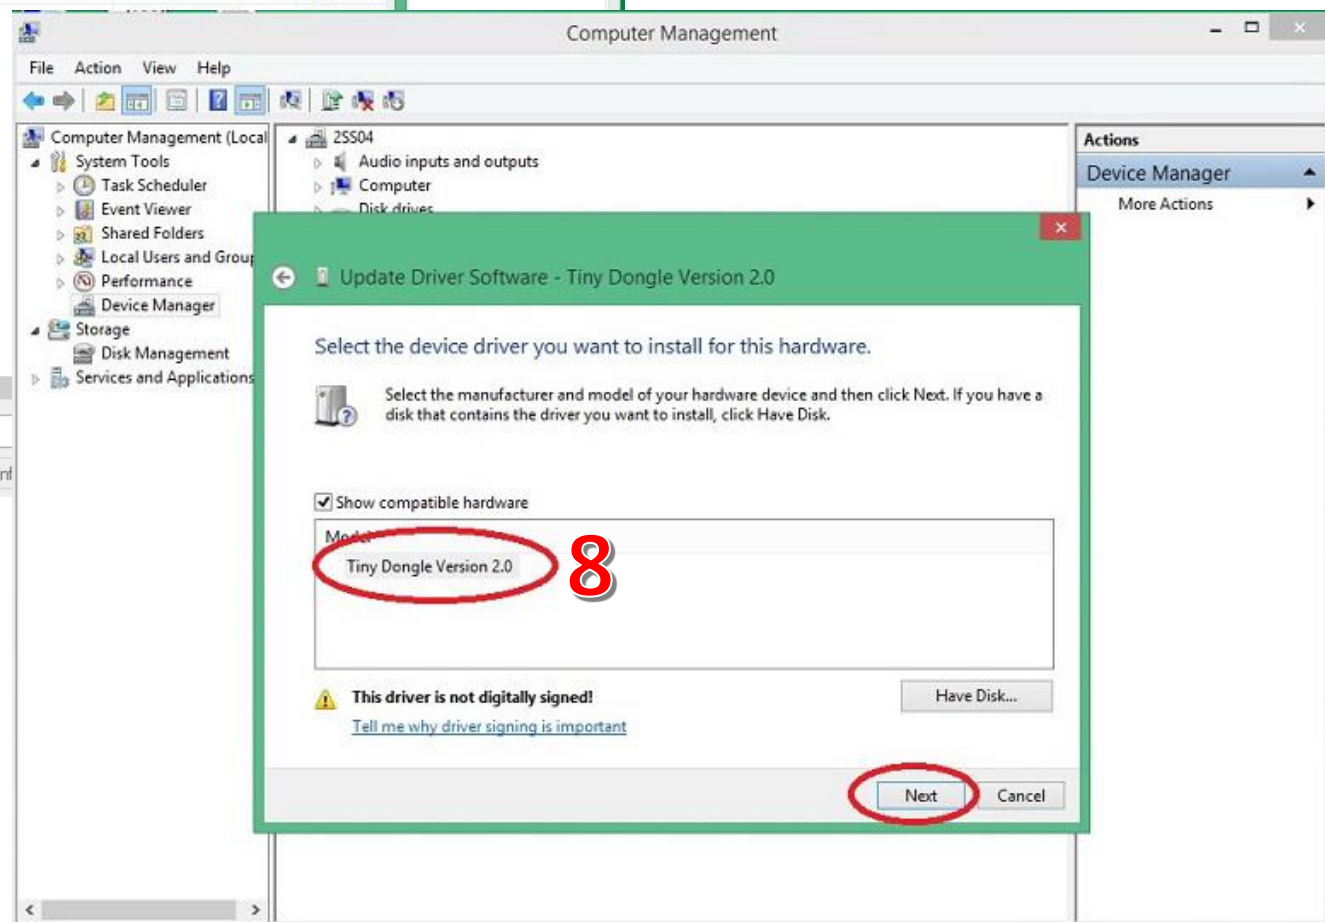 Computer Management
File Action View Help
Computer Management (Local
System Tools
Task Scheduler
Event Viewer
Shared Folders
Local Users and Group
Performance
Device Manager
Storage
Disk Management
Services and Applications
2SS04
Audio inputs and outputs
Computer
Disk drives
Actions
Device Manager
More Actions
Update Driver Software - Tiny Dongle Version 2.0
Select the device driver you want to install for this hardware.
Select the manufacturer and model of your hardware device and then click Next. If you have a
disk that contains the driver you want to install, click Have Disk.
Show compatible hardware
Model
Tiny Dongle Version 2.0
8
This driver is not digitally signed!
Have Disk...
Tell me why driver signing is important
Next Cancel